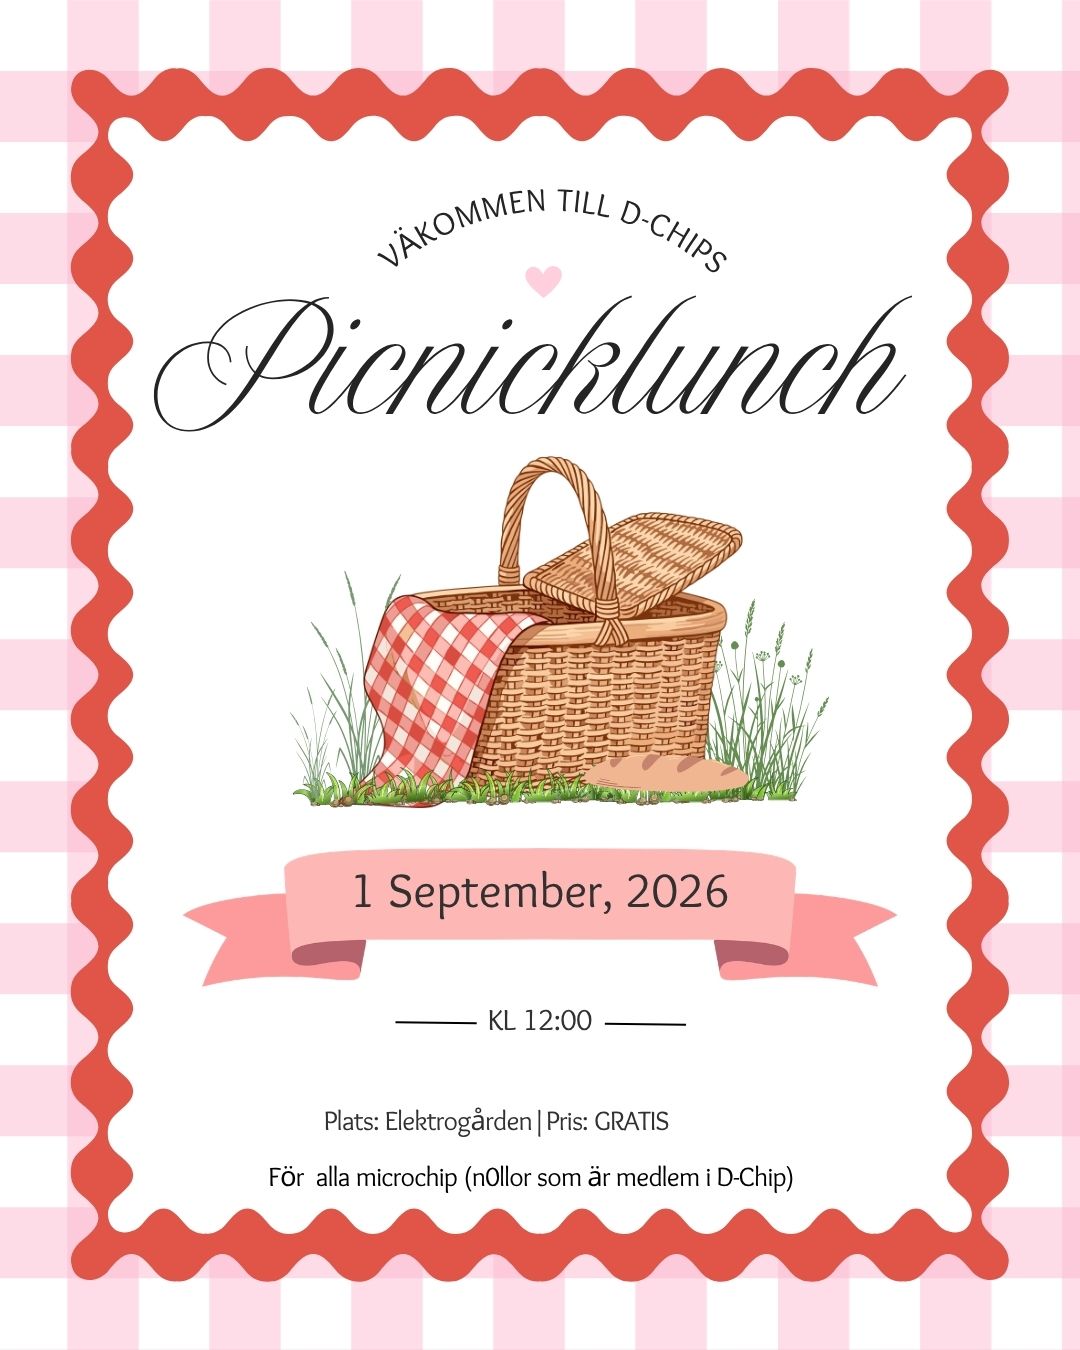 VÄKOMMEN TILL D-CHIPS
Picnicklunch
1 September, 2026
KL 12:00
Plats: Elektrogården|Pris: GRATIS
För alla microchip (n0llor som är medlem i D-Chip)